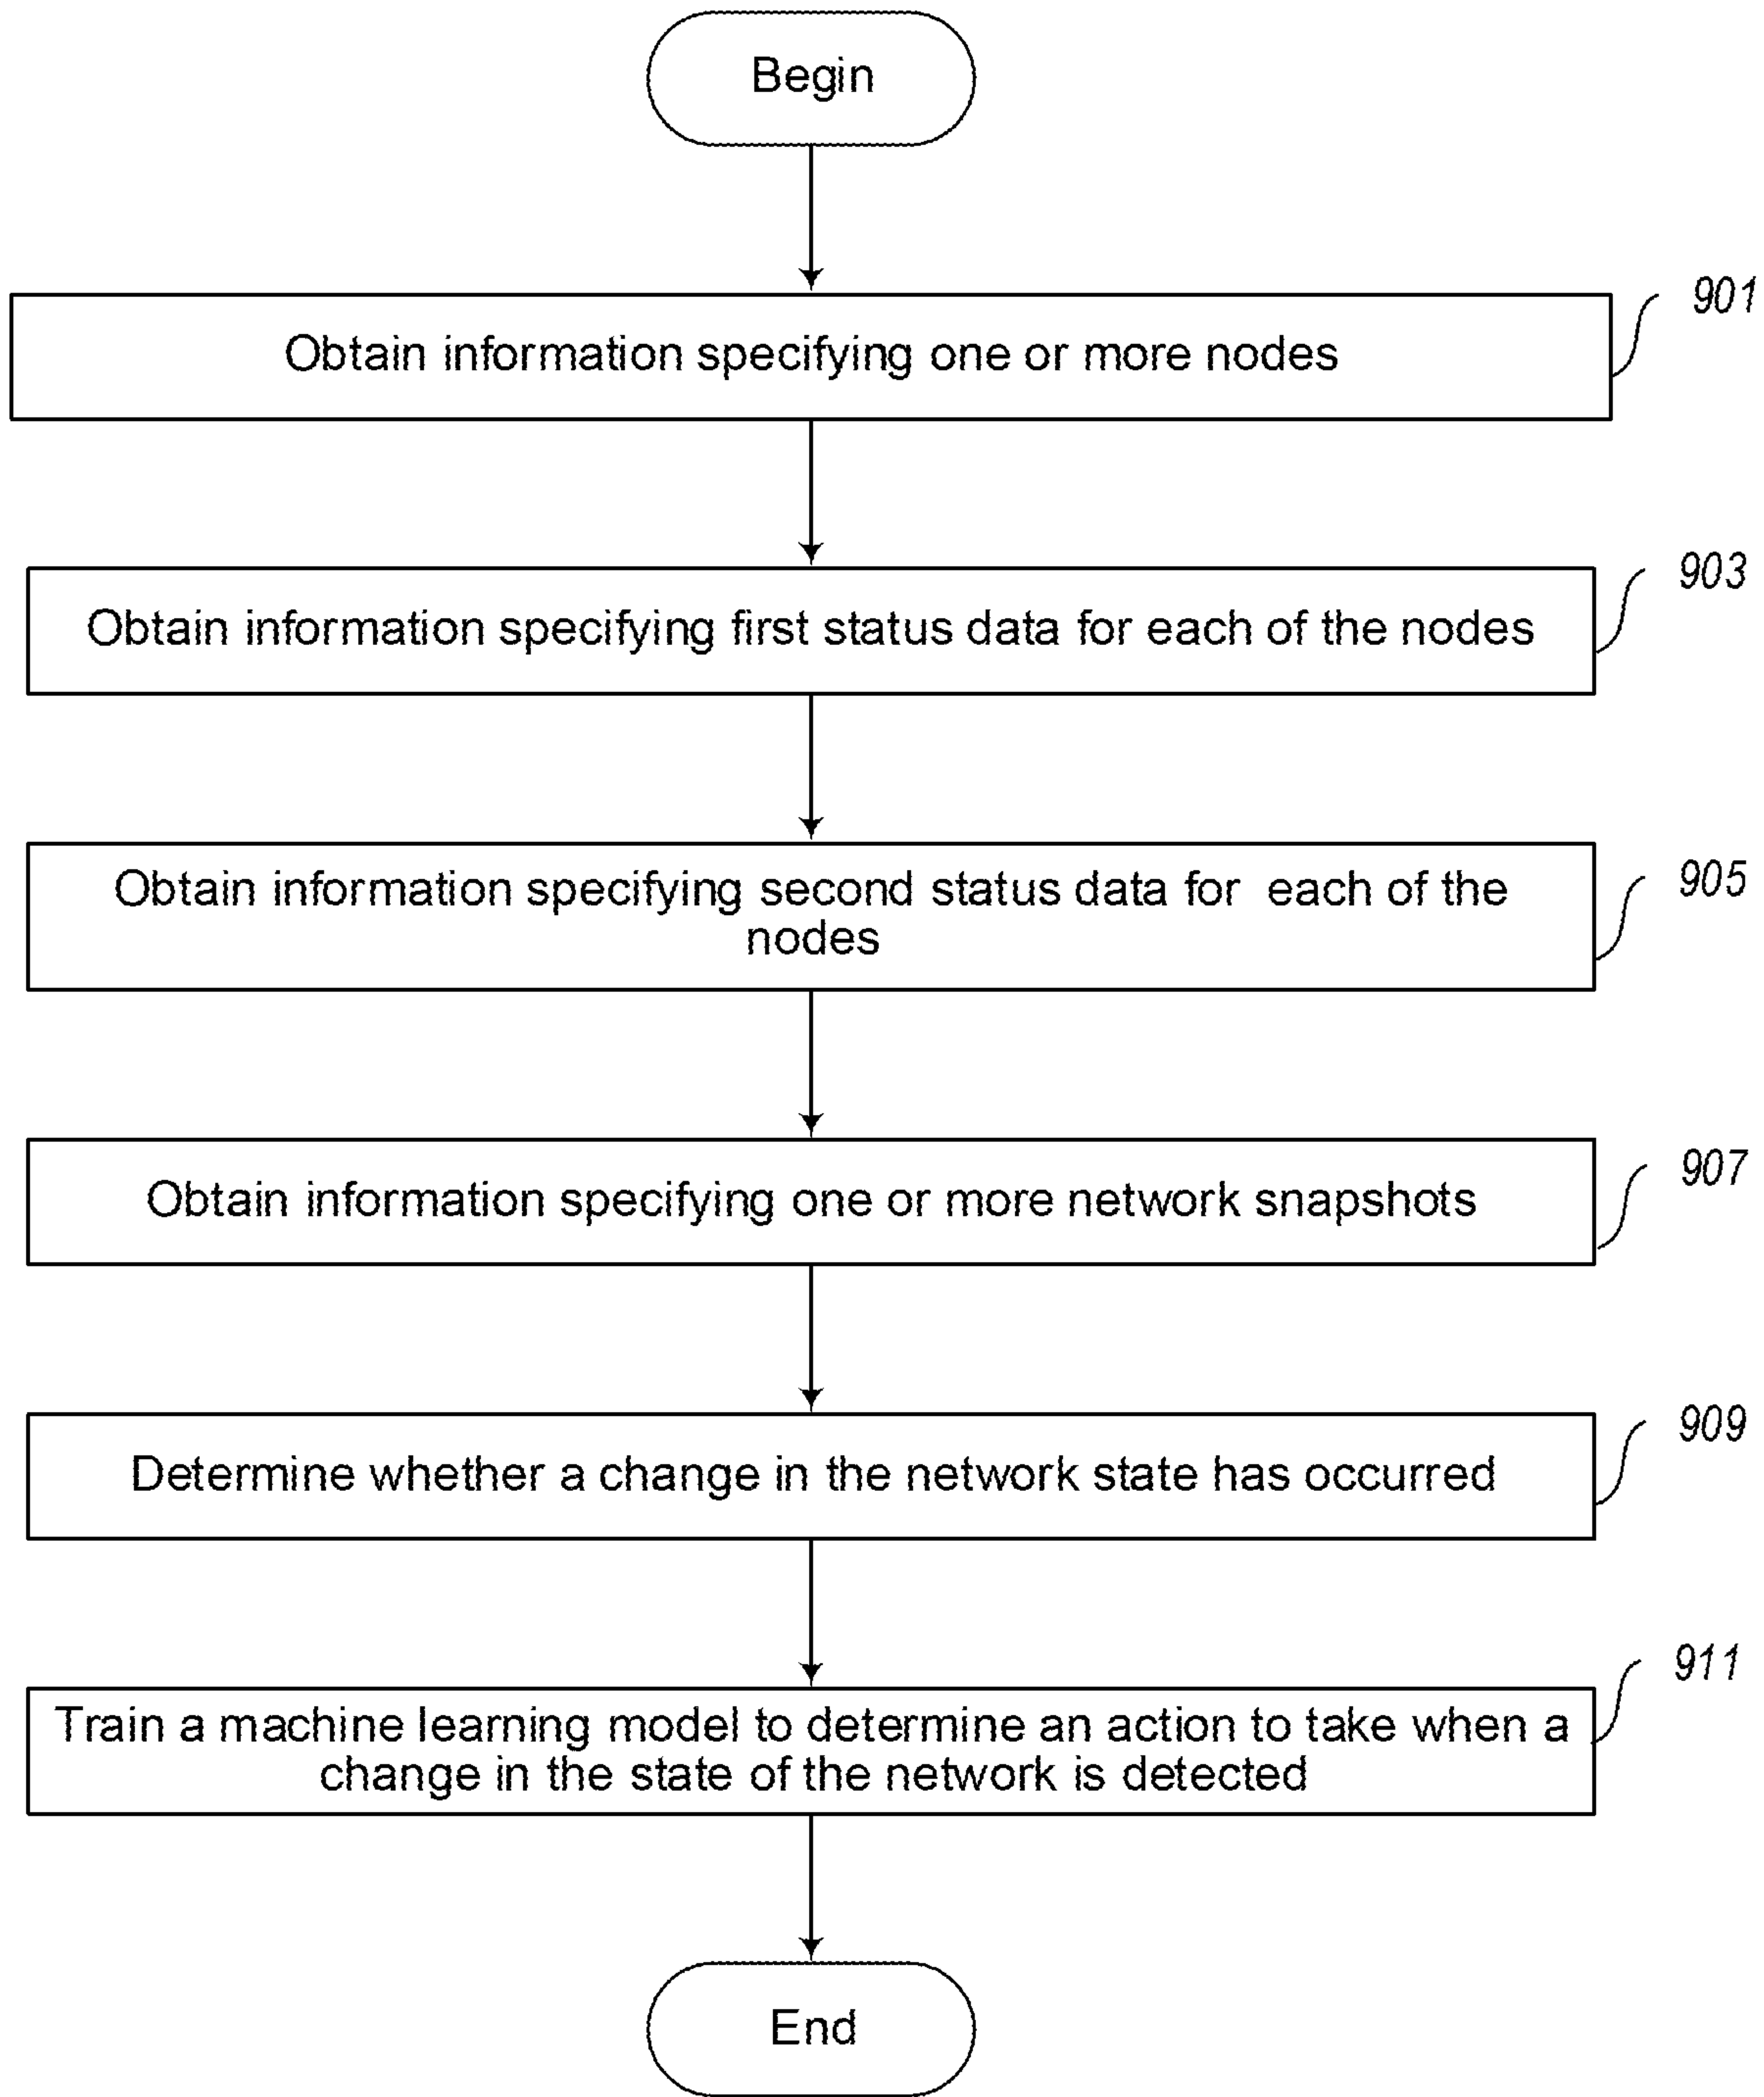 Begin
901
Obtain information specifying one or more nodes
903
Obtain information specifying first status data for each of the nodes
905
Obtain information specifying second status data for each of the
nodes
907
Obtain information specifying one or more network snapshots
909
Determine whether a change in the network state has occurred
911
Train a machine learning model to determine an action to take when a
change in the state of the network is detected
End